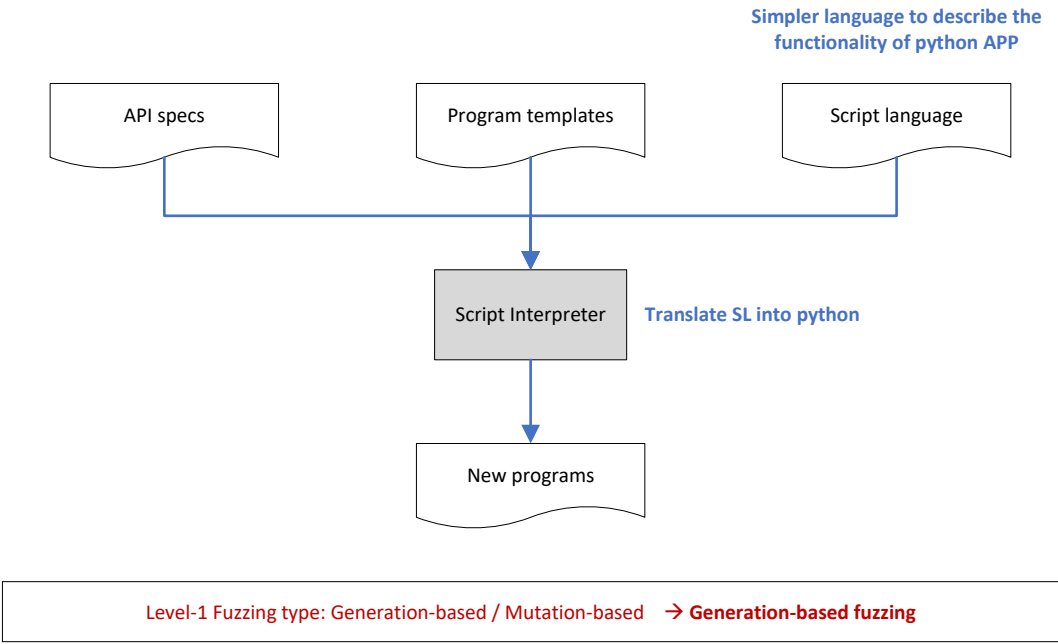 Simpler language to describe the
functionality of python APP
API specs
Program templates
Script language
Script Interpreter
Translate SL into python
New programs
Level-1 Fuzzing type: Generation-based / Mutation-based → Generation-based fuzzing